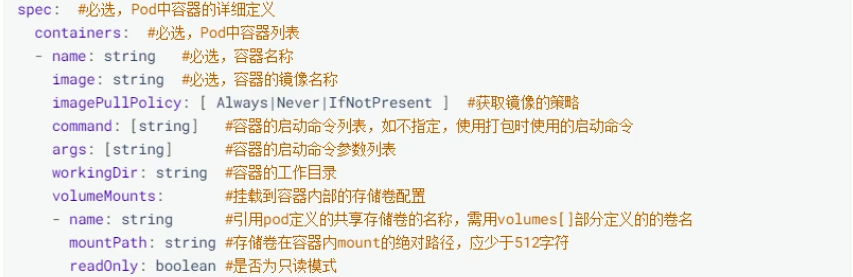 spec:  #必选，Pod中容器的详细定义
  containers:  #必选，Pod中容器列表
  - name: string   #必选，容器名称
    image: string  #必选，容器的镜像名称
    imagePullPolicy: [ Always|Never|IfNotPresent ]  #获取镜像的策略
    command: [string]   #容器的启动命令列表，如不指定，使用打包时使用的启动命令
    args: [string]      #容器的启动命令参数列表
    workingDir: string  #容器的工作目录
    volumeMounts:       #挂载到容器内部的存储卷配置
    - name: string      #引用pod定义的共享存储卷的名称，需用volumes[]部分定义的的卷名
      mountPath: string #存储卷在容器内mount的绝对路径，应少于512字符
      readOnly: boolean #是否为只读模式